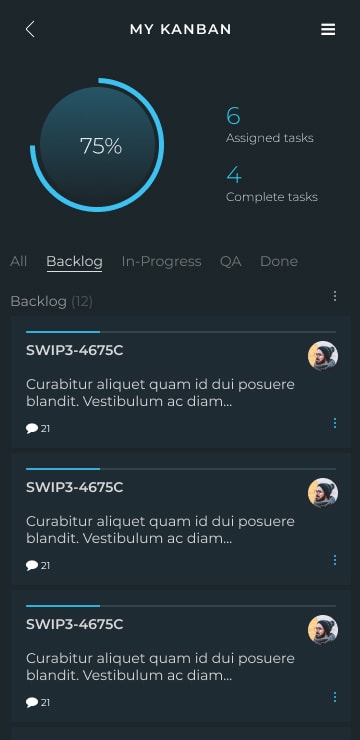 MY KANBAN
75%
6
Assigned tasks
4
Complete tasks
All Backlog In-Progress QA Done
Backlog (12)
SWIP3-4675C
Curabitur aliquet quam id dui posuere
blandit. Vestibulum ac diam...
21
SWIP3-4675C
Curabitur aliquet quam id dui posuere
blandit. Vestibulum ac diam...
21
SWIP3-4675C
Curabitur aliquet quam id dui posuere
blandit. Vestibulum ac diam...
21